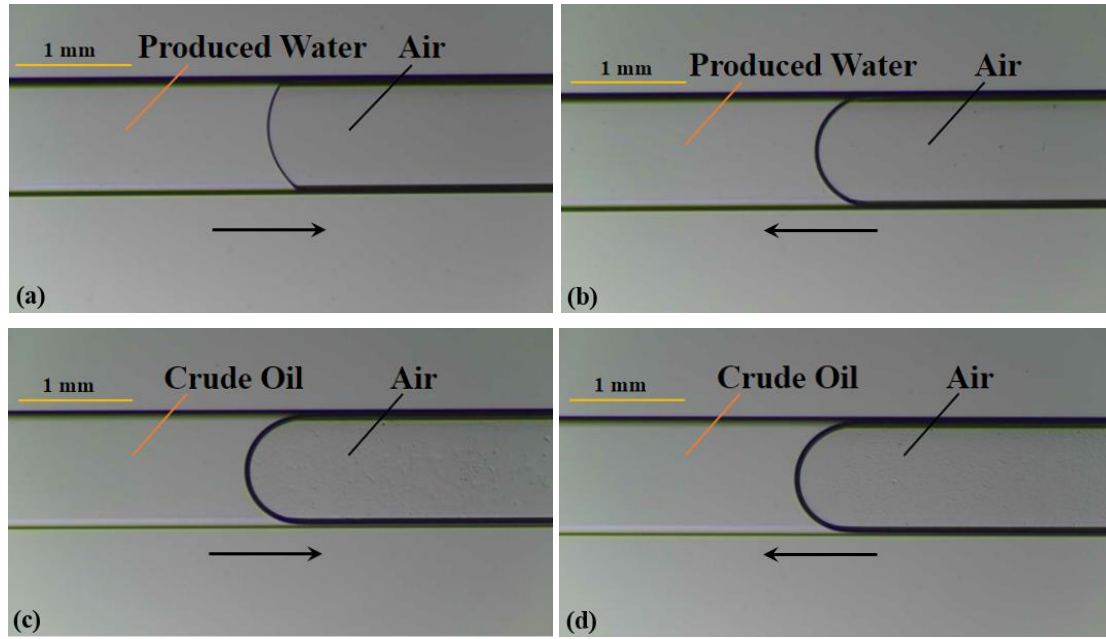 Produced Water Air
1 mm
(a)
Produced Water Air
1 mm
(b)
Crude Oil Air
1 mm
(c)
Crude Oil Air
1 mm
(d)